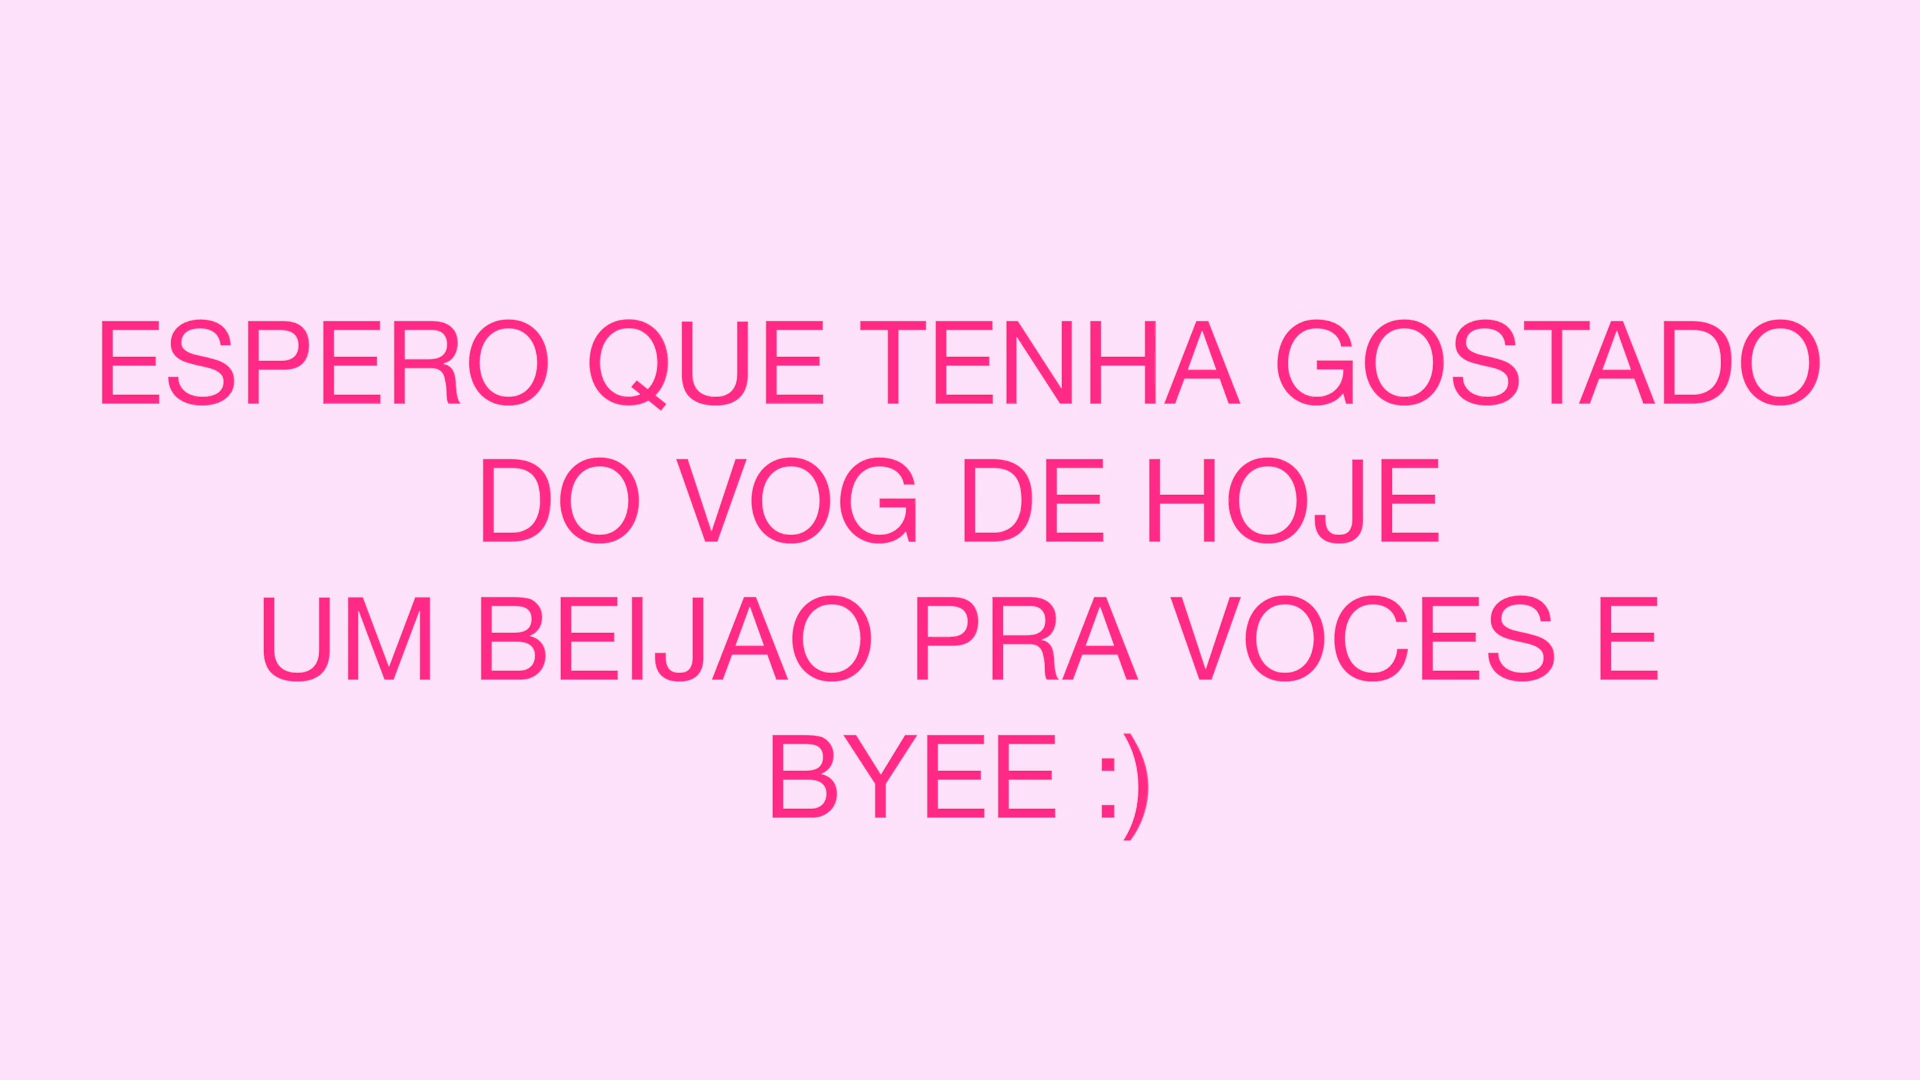 ESPERO QUE TENHA GOSTADO
DO VOG DE HOJE
UM BEIJAO PRA VOCES E
BYEE :)